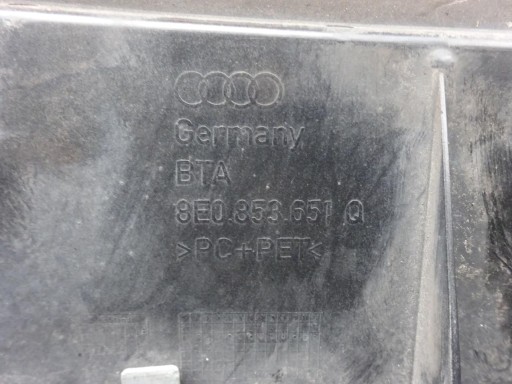 Germany
BTA
8E0.853.651 Q
>PC+PET<